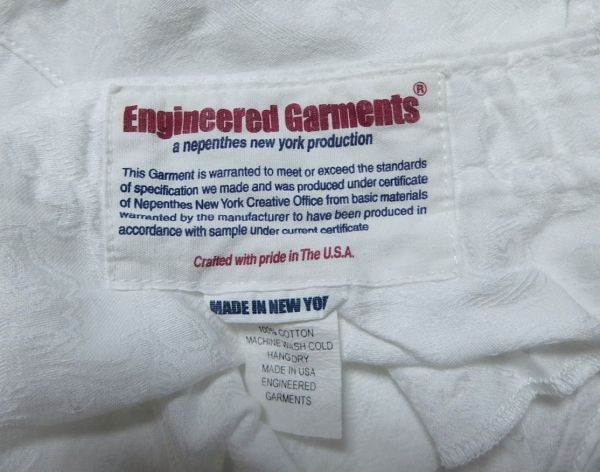 Engineered Garments®
a nepenthes new york production
This Garment is warranted to meet or exceed the standards
of specification we made and was produced under certificate
of Nepenthes New York Creative Office from basic materials
warranted by the manufacturer to have been produced in
accordance with sample under current certificate
Crafted with pride in The U.S.A.
MADE IN NEW YOR
100% COTTON
MACHINE WASH COLD
HANG DRY
MADE IN USA
ENGINEERED
GARMENTS